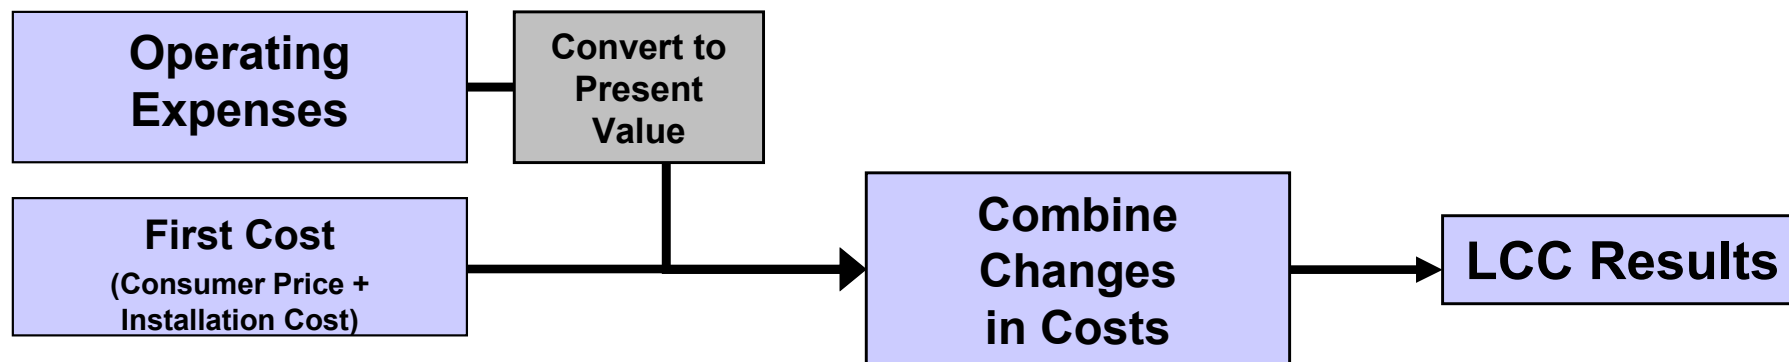 Operating
Expenses
Convert to
Present
Value
First Cost
(Consumer Price +
Installation Cost)
Combine
Changes
in Costs
LCC Results